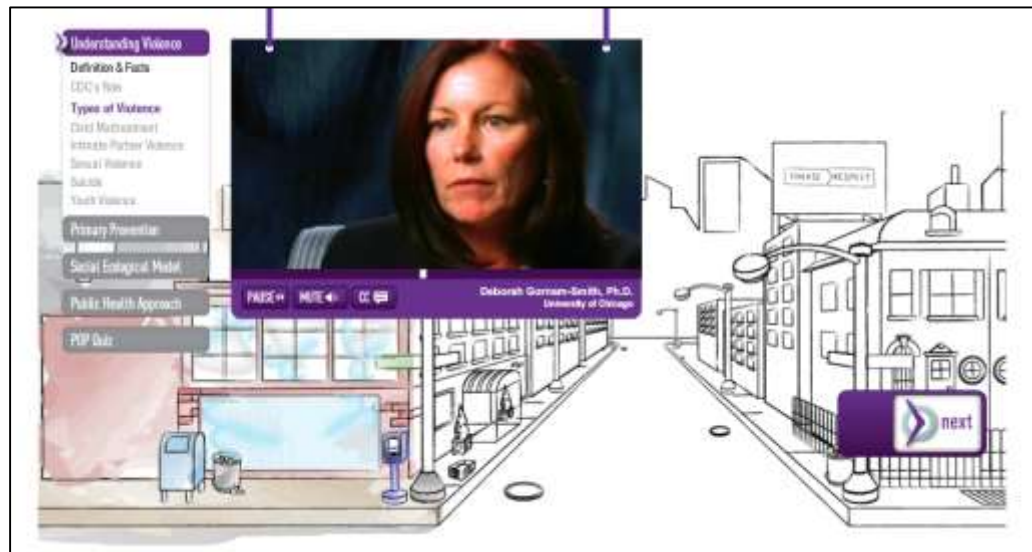 Understanding Violence
Definition & Facts
CDC's Role
Types of Violence
Child Maltreatment
Intimate Partner Violence
Sexual Violence
Suicide
Youth Violence
Primary Prevention
Social Ecological Model
Public Health Approach
POP Quiz
PAUSE
MUTE
CC
Deborah Gorman-Smith, Ph.D.
University of Chicago
RESPECT
next